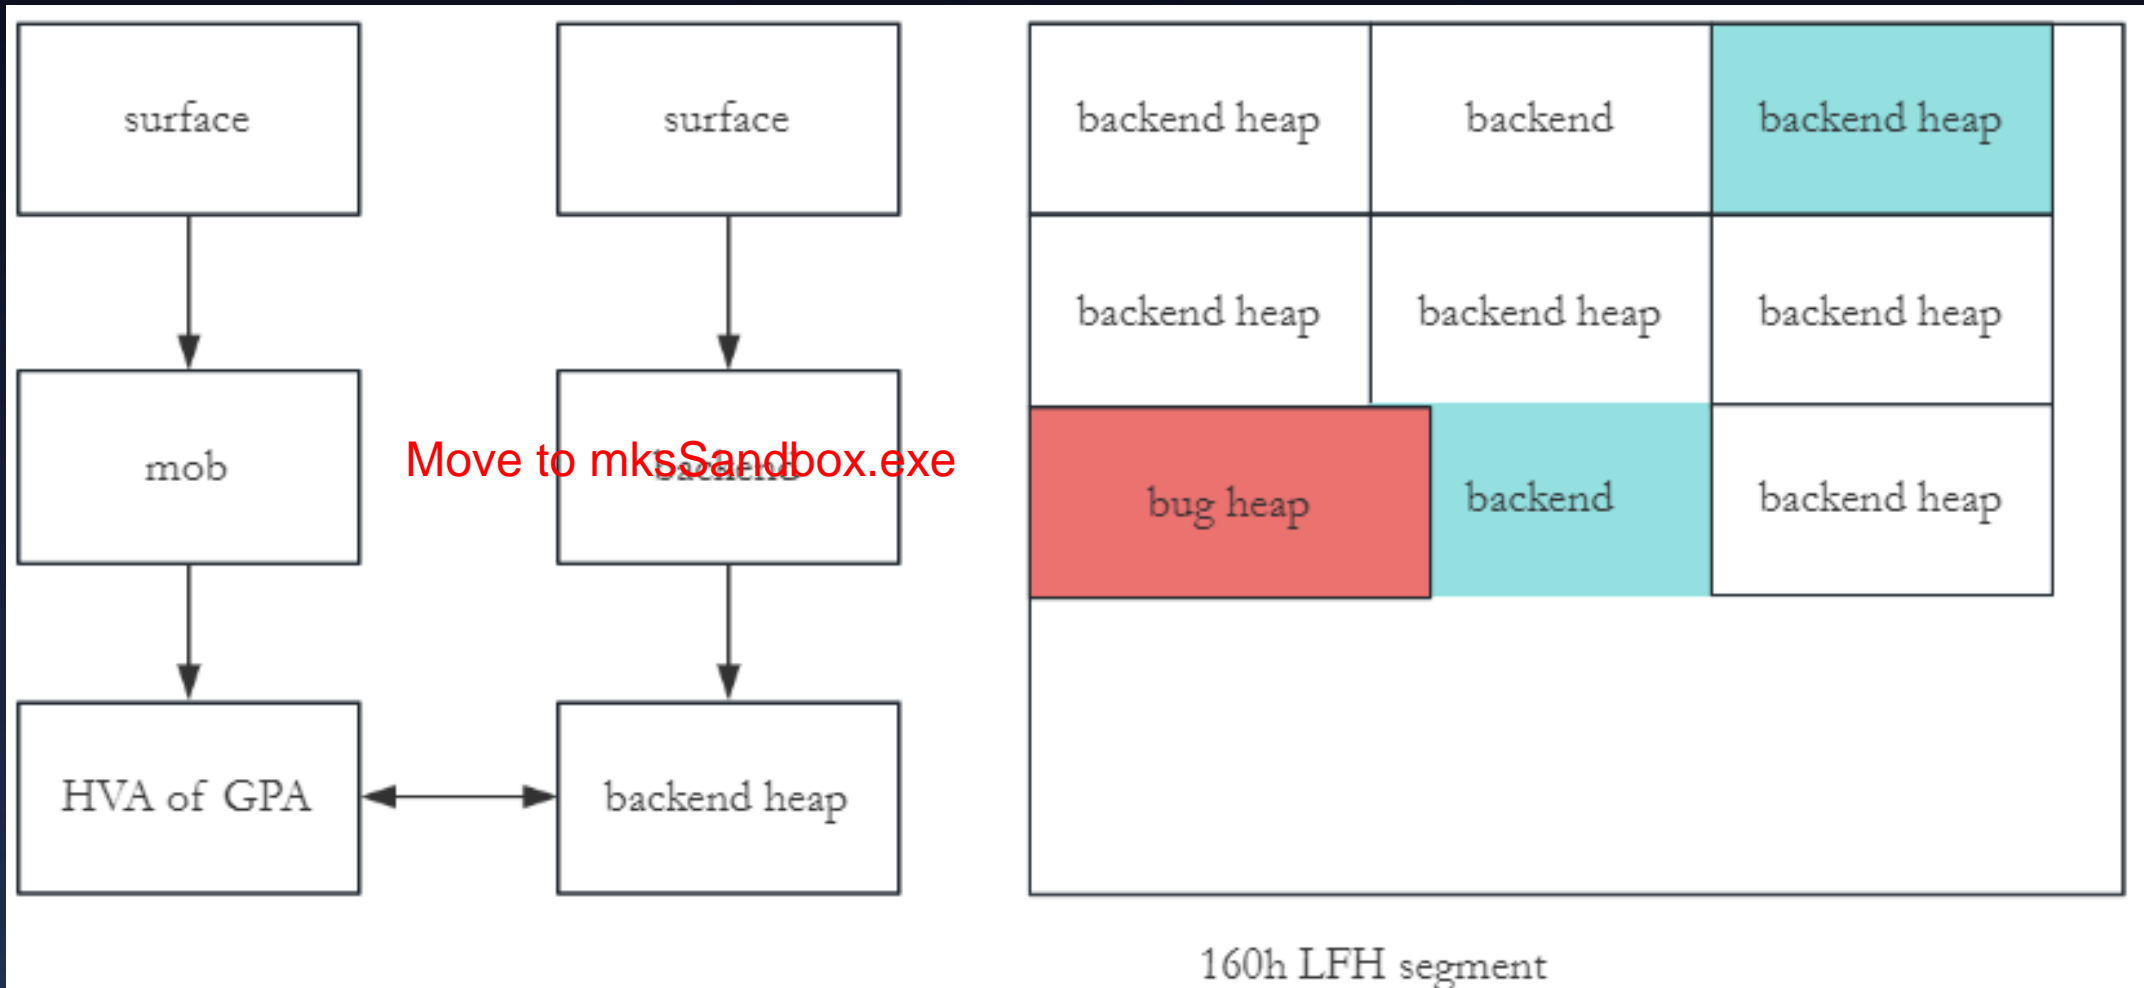 surface
surface
backend heap
backend
backend heap
backend heap
backend heap
backend heap
mob
Move to mksSandbox.exe
backend
bug heap
backend
backend heap
HVA of GPA
backend heap
160h LFH segment